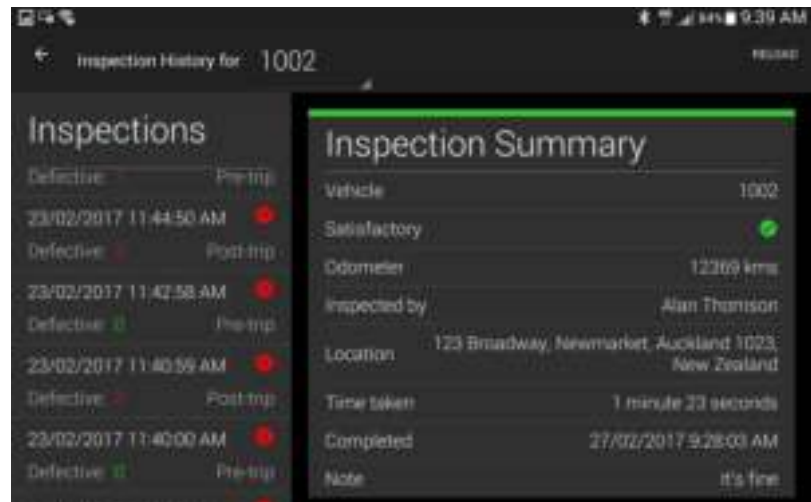 84% 9:39 AM
Inspection History for 1002
RELOAD
Inspections
Defective Pre-trip
23/02/2017 11:44:50 AM
Defective Post-trip
23/02/2017 11:42:58 AM
Defective 0 Pre-trip
23/02/2017 11:40:59 AM
Defective Post-trip
23/02/2017 11:40:00 AM
Defective 0 Pre-trip
Inspection Summary
Vehicle 1002
Satisfactory
Odometer 12369 kms
Inspected by Alan Thomson
Location 123 Broadway, Newmarket, Auckland 1023,
New Zealand
Time taken 1 minute 23 seconds
Completed 27/02/2017 9:28:03 AM
Note it's fine